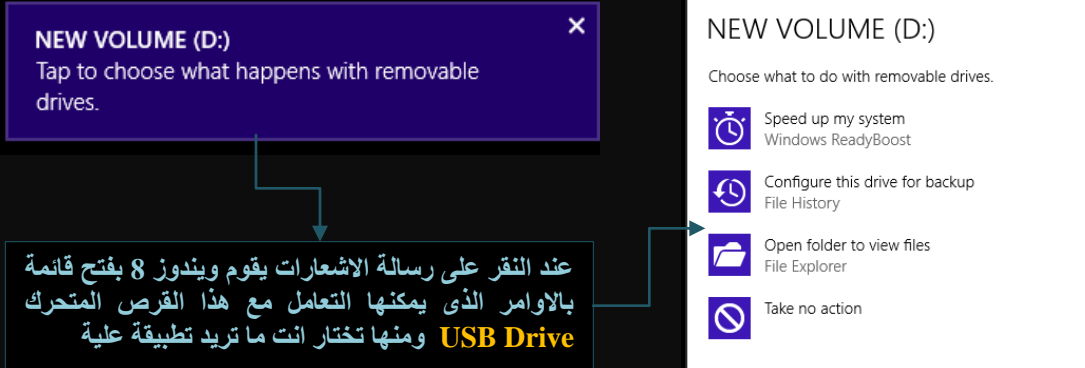 NEW VOLUME (D:)
Tap to choose what happens with removable
drives.
عند النقر على رسالة الاشعارات يقوم ويندوز 8 بفتح قائمة
بالاوامر الذى يمكنها التعامل مع هذا القرص المتحرك
USB Drive ومنها تختار انت ما تريد تطبيقة علية
NEW VOLUME (D:)
Choose what to do with removable drives.
Speed up my system
Windows ReadyBoost
Configure this drive for backup
File History
Open folder to view files
File Explorer
Take no action